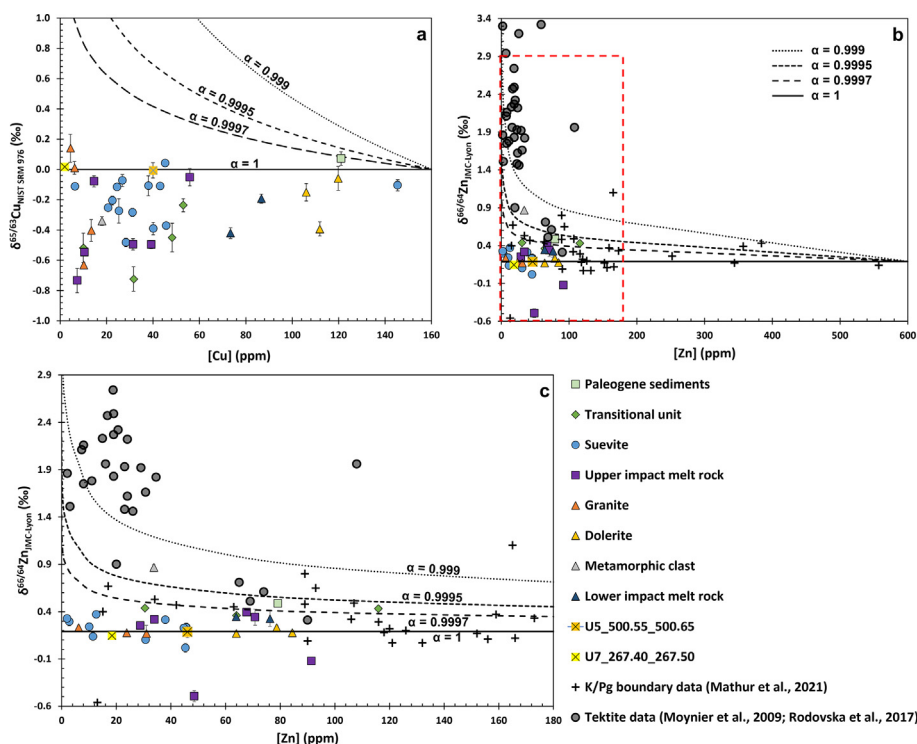 a
1.0
0.8
0.6
0.4
0.2
0.0
-0.2
-0.4
-0.6
-0.8
-1.0
δ65/63CuNIST SRM 976 (‰)
α = 0.999
α = 0.9995
α = 0.9997
α = 1
0 20 40 60 80 100 120 140 160
[Cu] (ppm)
b
3.4
2.9
2.4
1.9
1.4
0.9
0.4
-0.1
-0.6
δ66/64ZnJMC-Lyon (‰)
α = 0.999
α = 0.9995
α = 0.9997
α = 1
0 100 200 300 400 500 600
[Zn] (ppm)
c
2.9
2.4
1.9
1.4
0.9
0.4
-0.1
-0.6
δ66/64ZnJMC-Lyon (‰)
α = 0.999
α = 0.9995
α = 0.9997
α = 1
0 20 40 60 80 100 120 140 160 180
[Zn] (ppm)
Paleogene sediments
Transitional unit
Suevite
Upper impact melt rock
Granite
Dolerite
Metamorphic clast
Lower impact melt rock
U5_500.55_500.65
U7_267.40_267.50
K/Pg boundary data (Mathur et al., 2021)
Tektite data (Moynier et al., 2009; Rodovska et al., 2017)